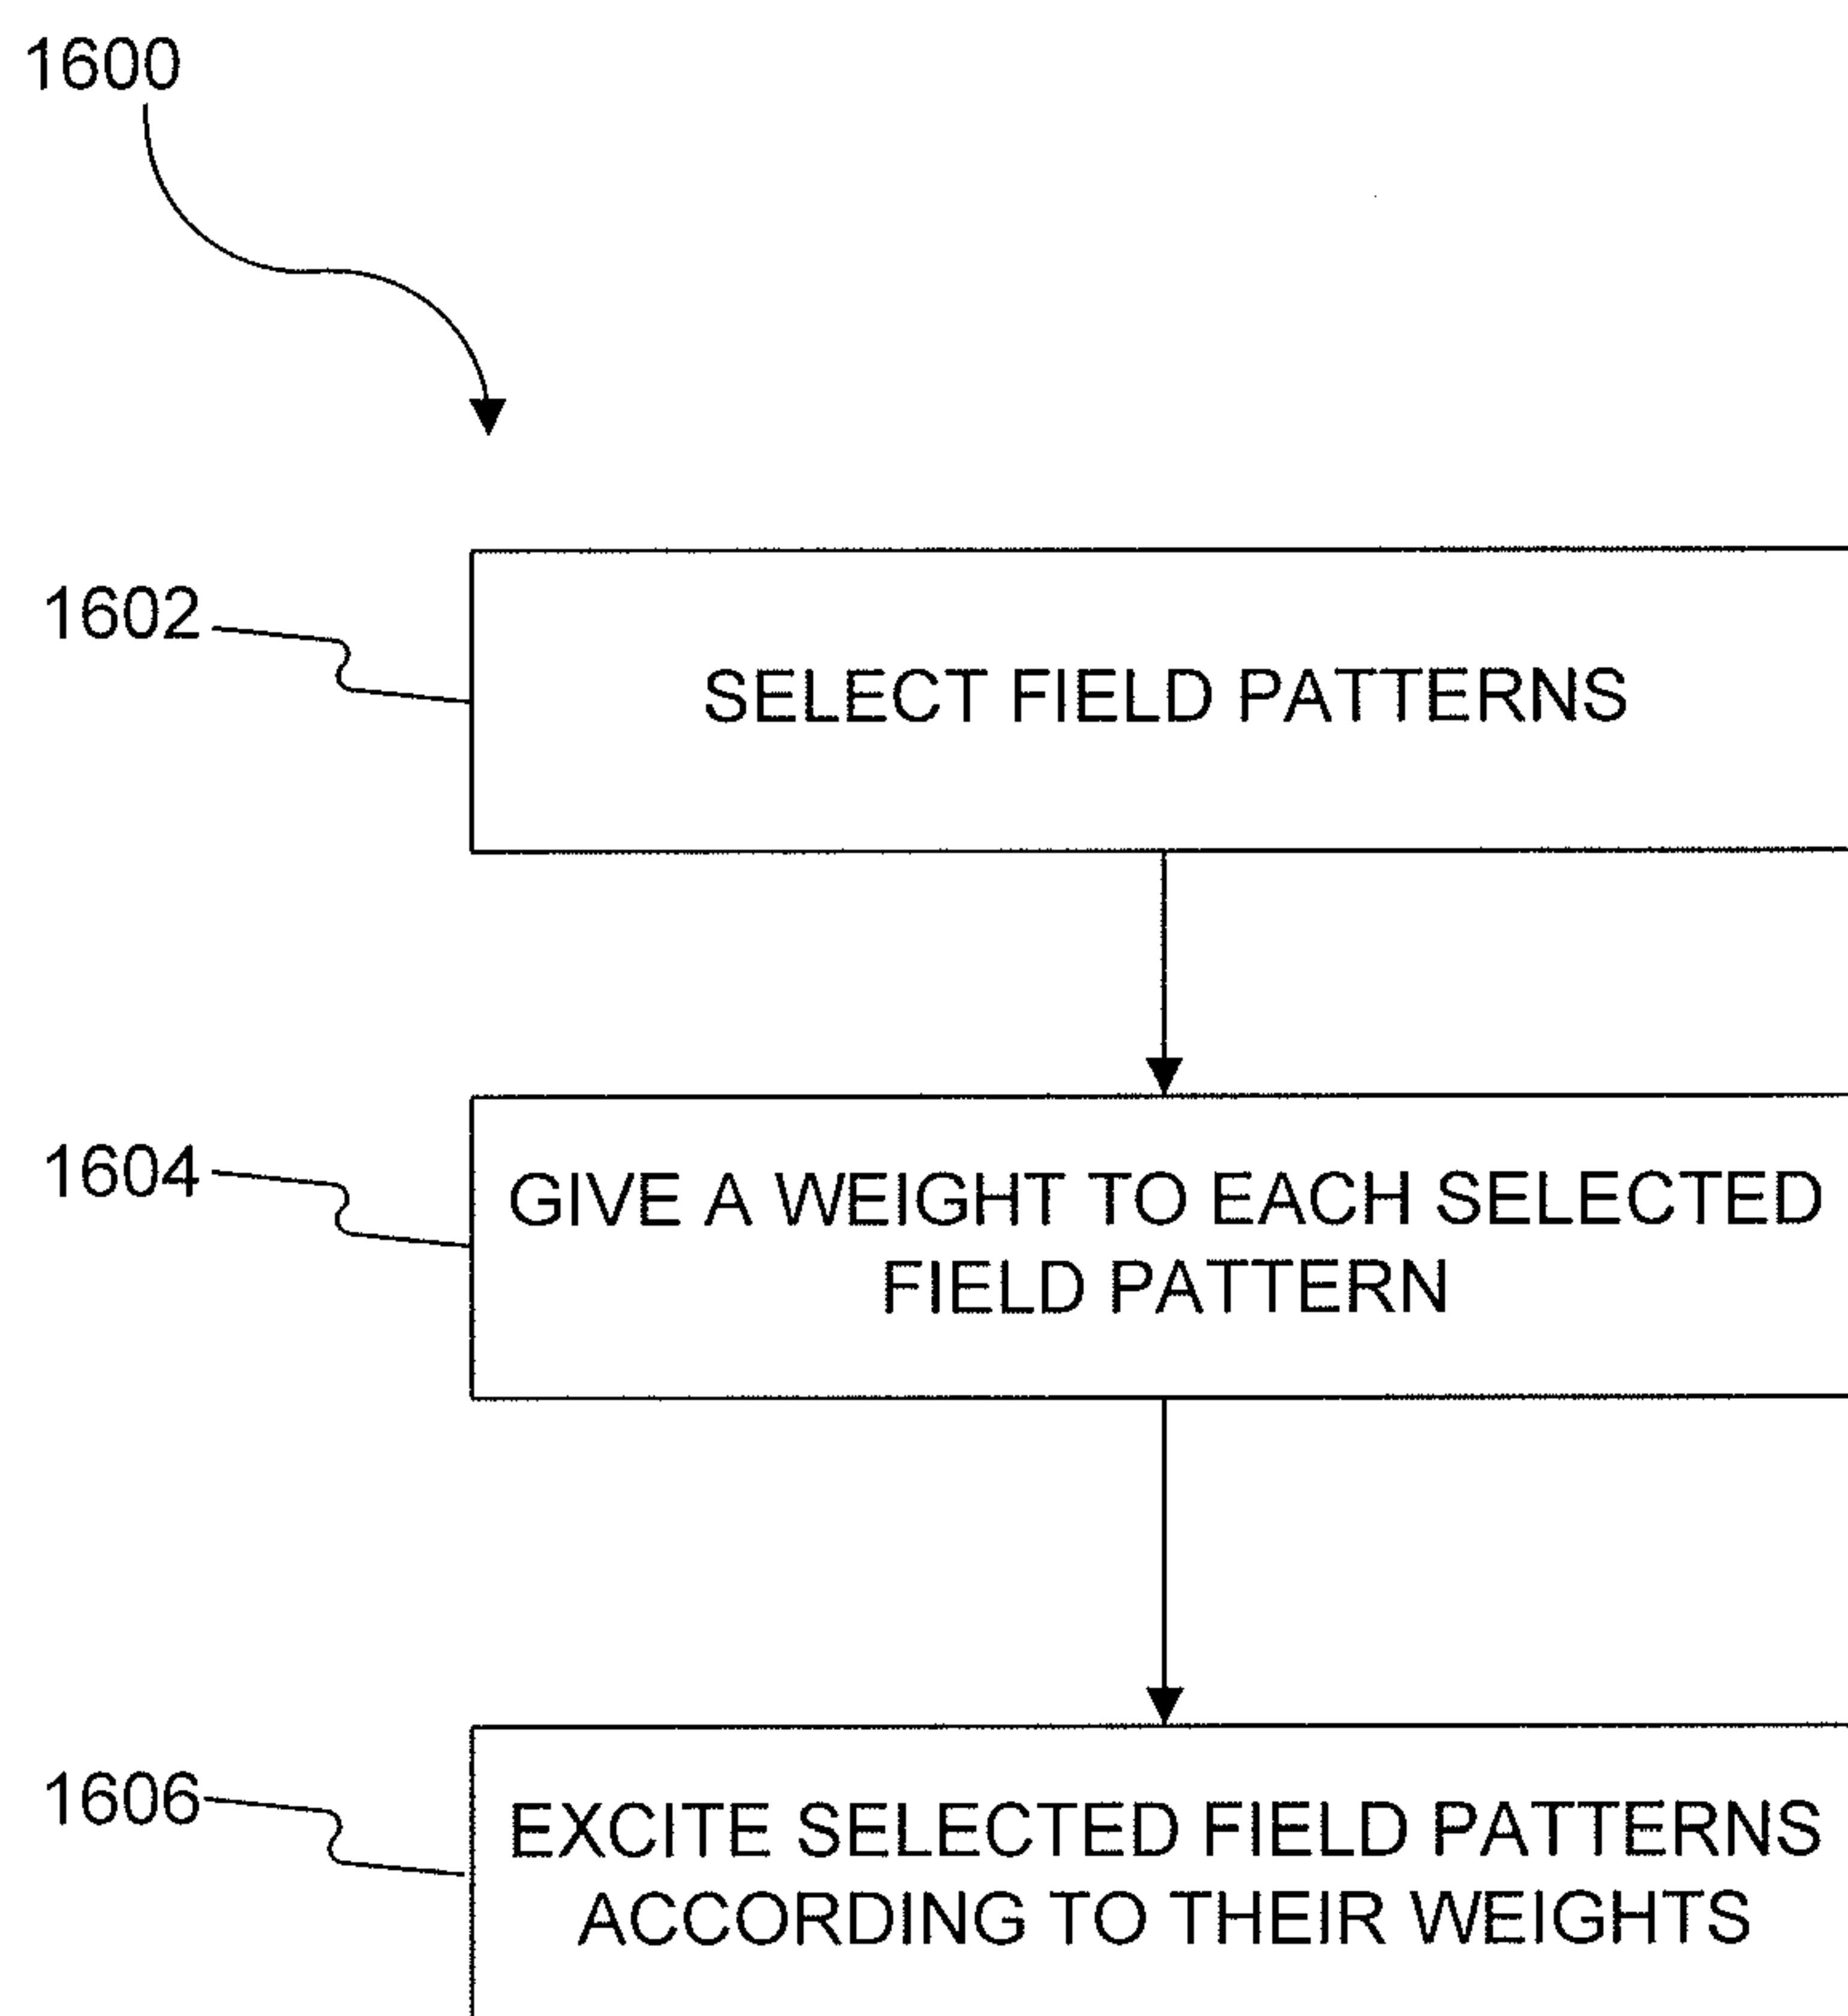 1600
1602
SELECT FIELD PATTERNS
1604
GIVE A WEIGHT TO EACH SELECTED
FIELD PATTERN
1606
EXCITE SELECTED FIELD PATTERNS
ACCORDING TO THEIR WEIGHTS